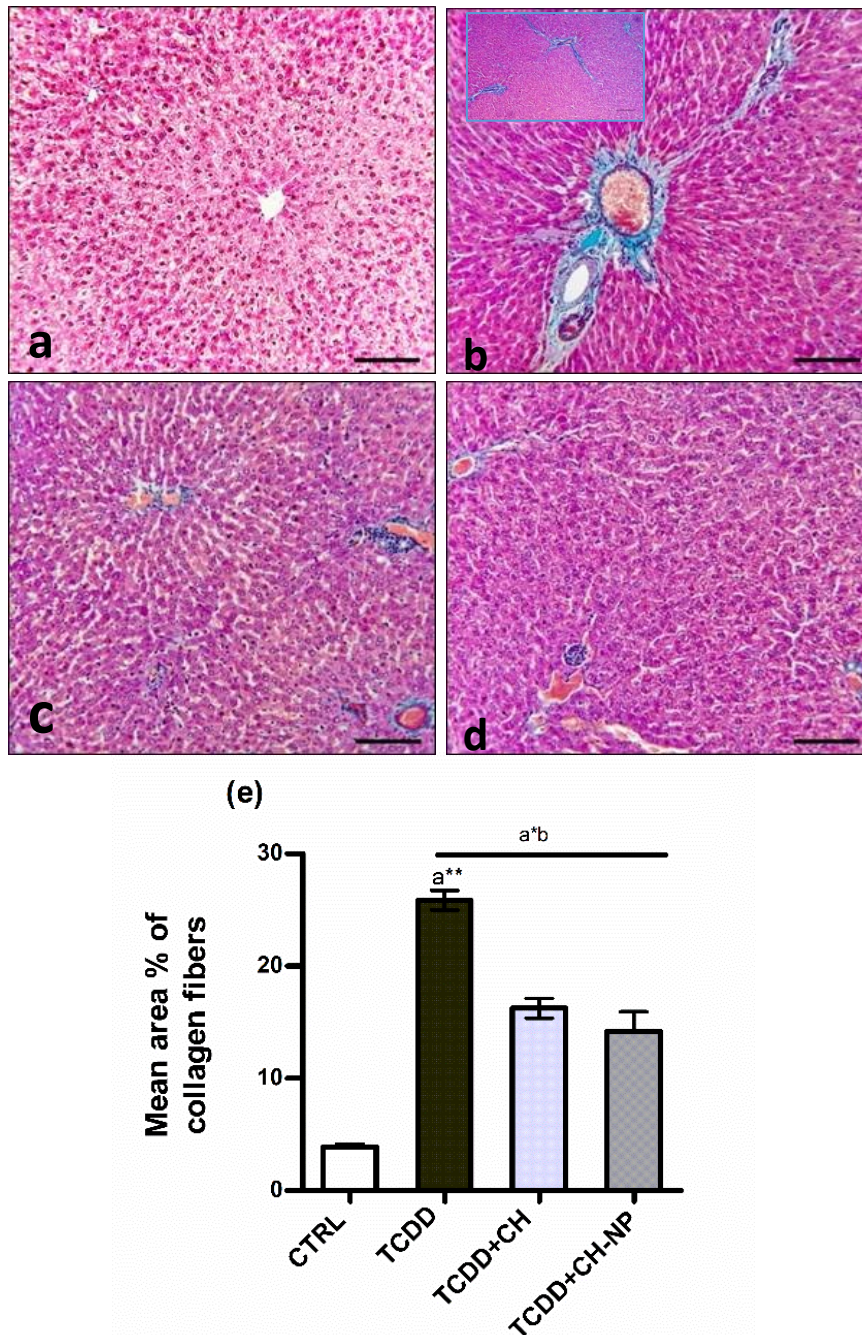 a
b
c
d
(e)
a*b
30
a**
20
10
0
Mean area % of
collagen fibers
CTRL
TCDD
TCDD+CH
TCDD+CH-NP